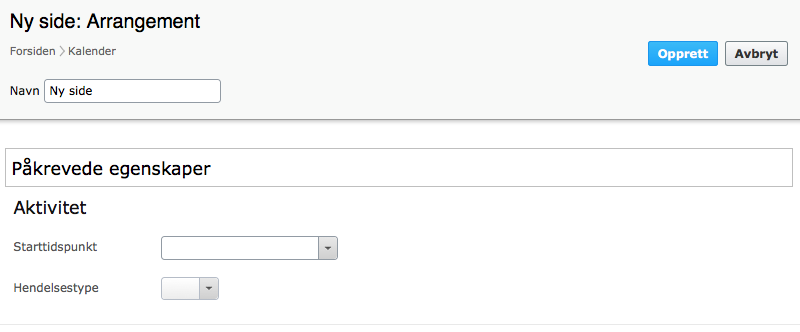 Ny side: Arrangement
Forsiden > Kalender
Opprett Avbryt
Navn Ny side
Påkrevede egenskaper
Aktivitet
Starttidspunkt
Hendelsestype